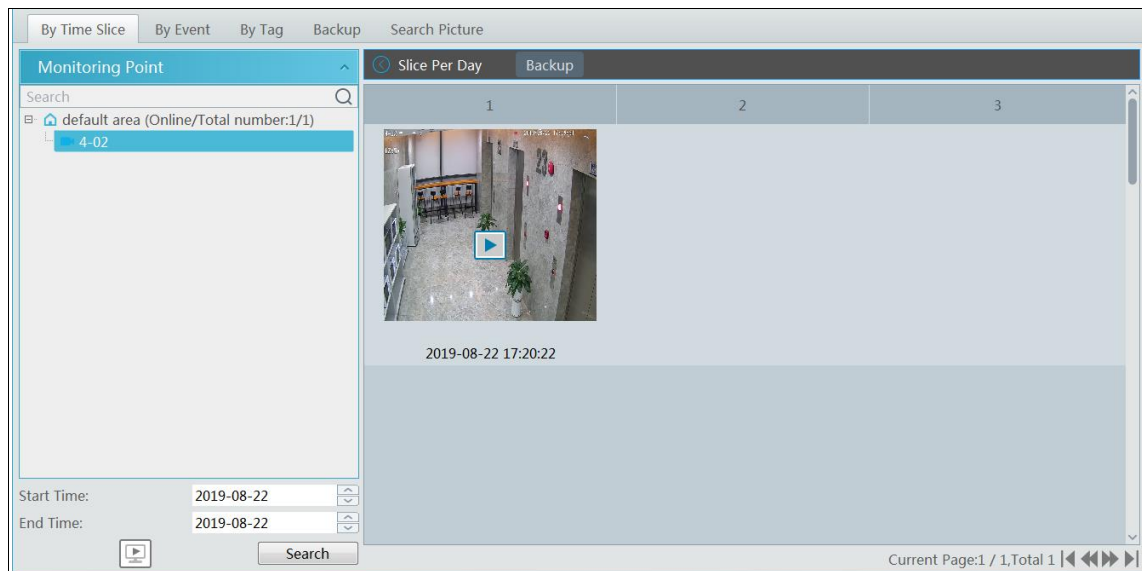 By Time Slice By Event By Tag Backup Search Picture
Monitoring Point
Search
default area (Online/Total number:1/1)
4-02
Start Time: 2019-08-22
End Time: 2019-08-22
Search
Slice Per Day Backup
1 2 3
23
2019-08-22 17:20:22
Current Page:1 / 1,Total 1